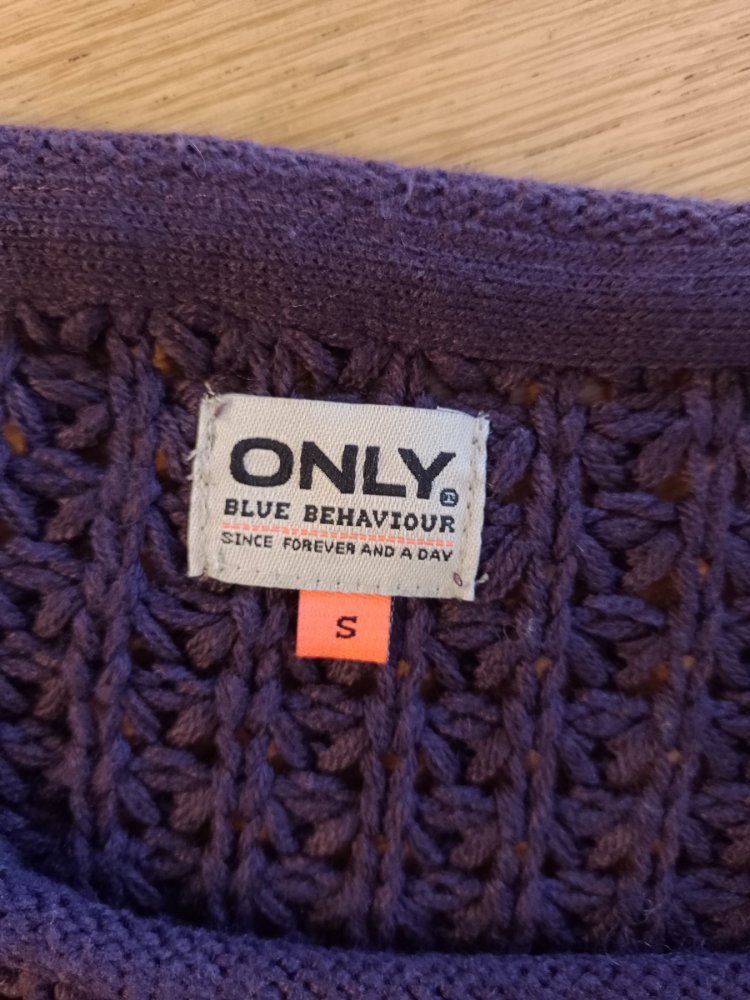 ONLY
BLUE BEHAVIOUR
SINCE FOREVER AND A DAY
S